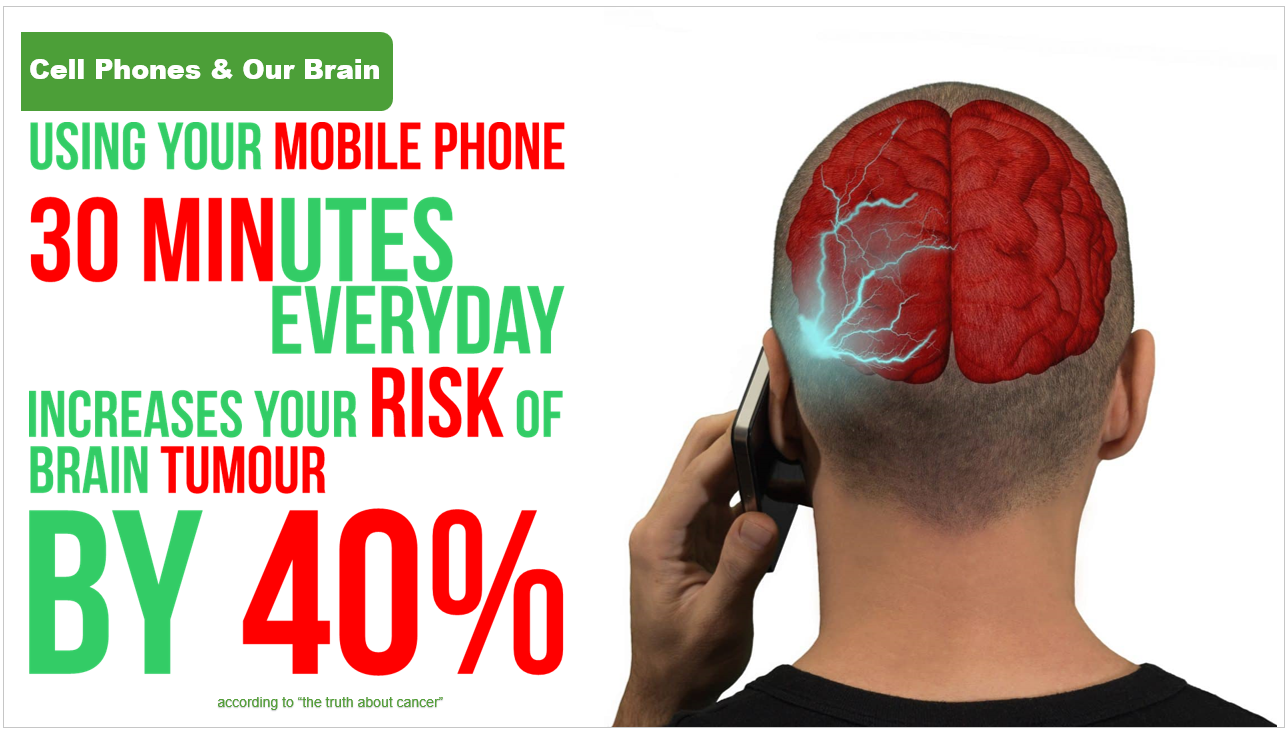 Cell Phones & Our Brain
USING YOUR MOBILE PHONE
30 MINUTES
EVERYDAY
INCREASES YOUR RISK OF
BRAIN TUMOUR
BY 40%
according to “the truth about cancer”